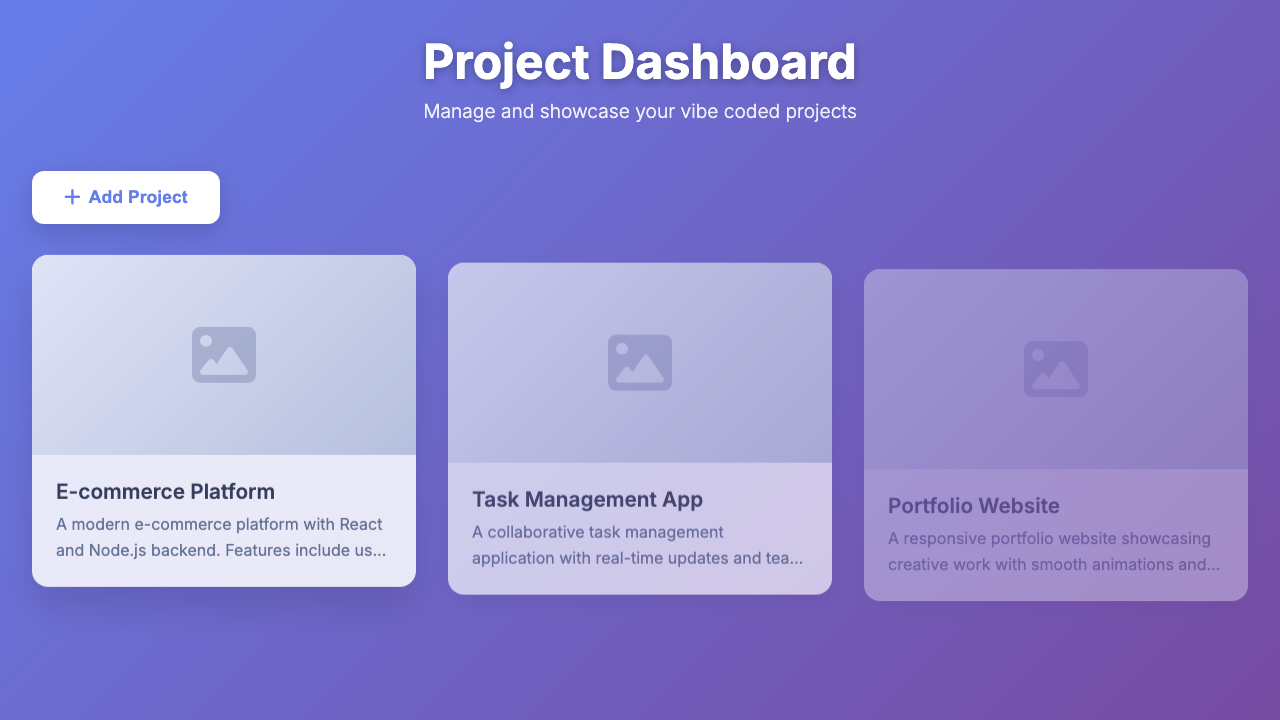 Project Dashboard
Manage and showcase your vibe coded projects
Add Project
E-commerce Platform
A modern e-commerce platform with React
and Node.js backend. Features include us...
Task Management App
A collaborative task management
application with real-time updates and tea...
Portfolio Website
A responsive portfolio website showcasing
creative work with smooth animations and...